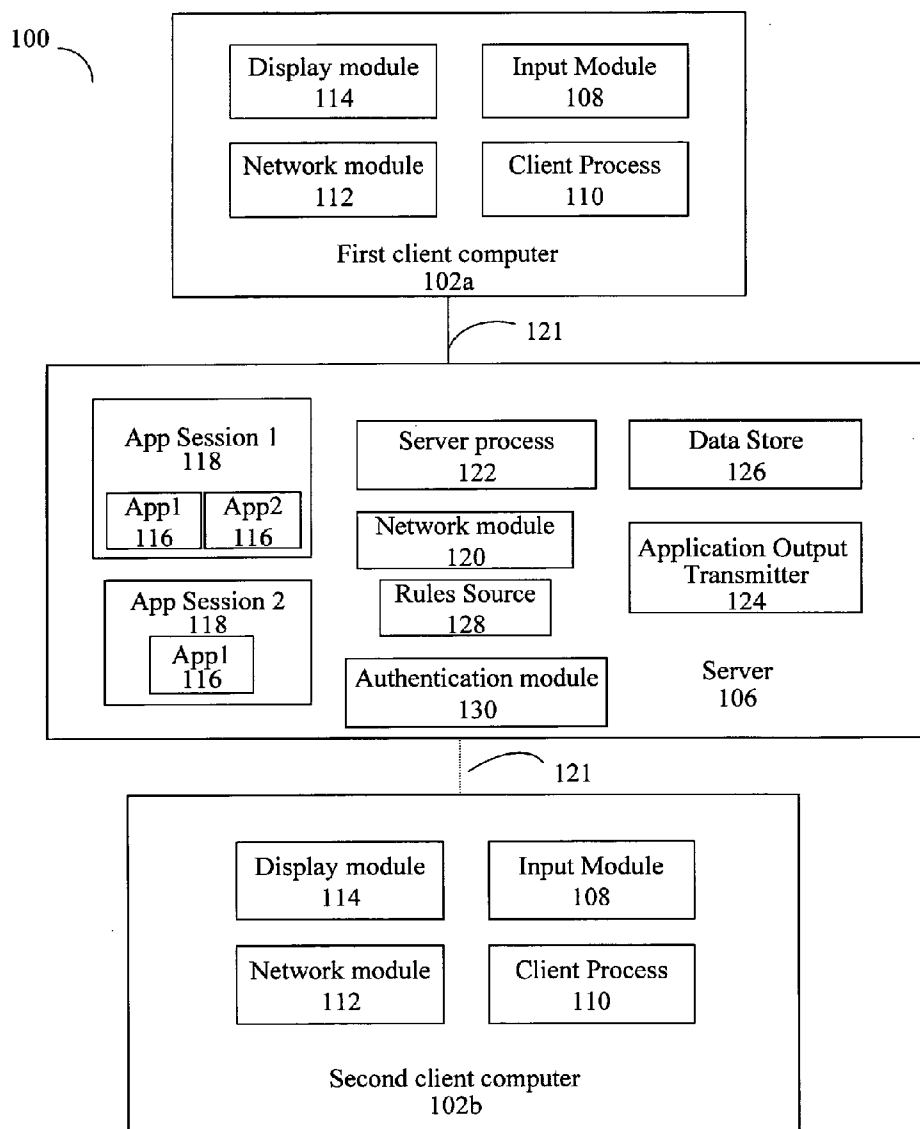 100
Display module
114
Input Module
108
Network module
112
Client Process
110
First client computer
102a
121
App Session 1
118
App1
116
App2
116
Server process
122
Data Store
126
Network module
120
Application Output
Transmitter
124
Rules Source
128
App Session 2
118
App1
116
Authentication module
130
Server
106
121
Display module
114
Input Module
108
Network module
112
Client Process
110
Second client computer
102b